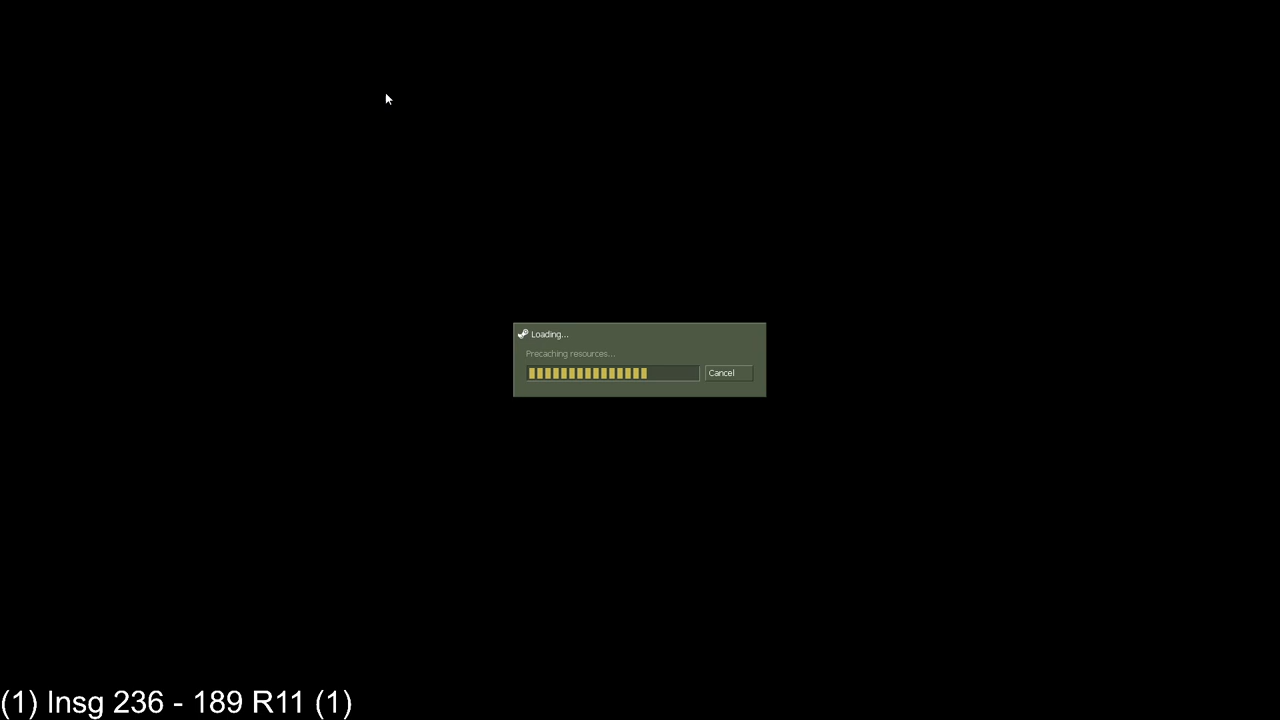 Loading...
Precaching resources...
Cancel
(1) Insg 236 - 189 R11 (1)